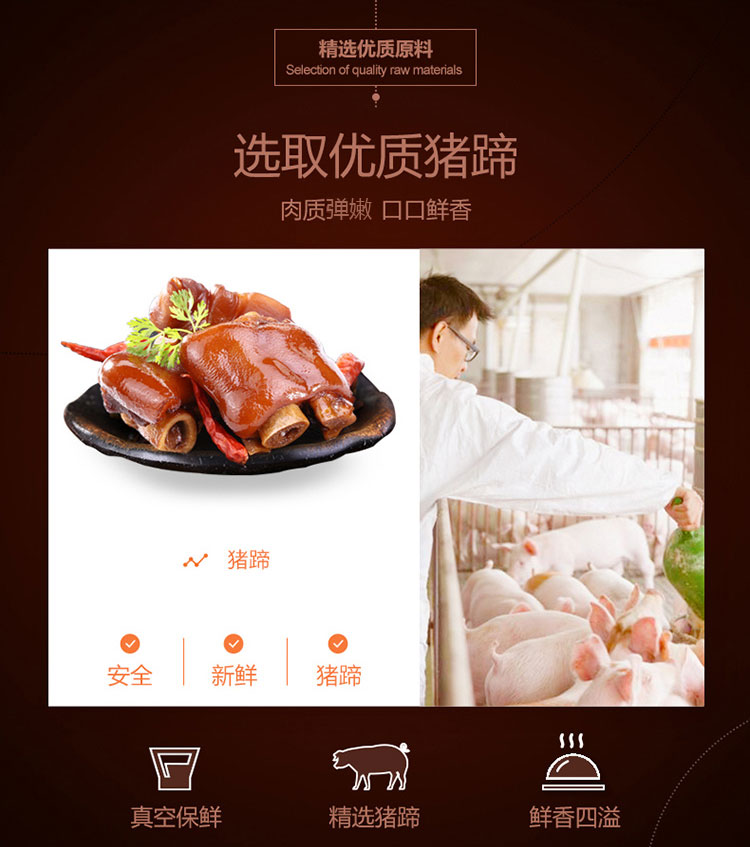 精选优质原料
Selection of quality raw materials
选取优质猪蹄
肉质弹嫩 口口鲜香
猪蹄
安全 新鲜 猪蹄
真空保鲜 精选猪蹄 鲜香四溢